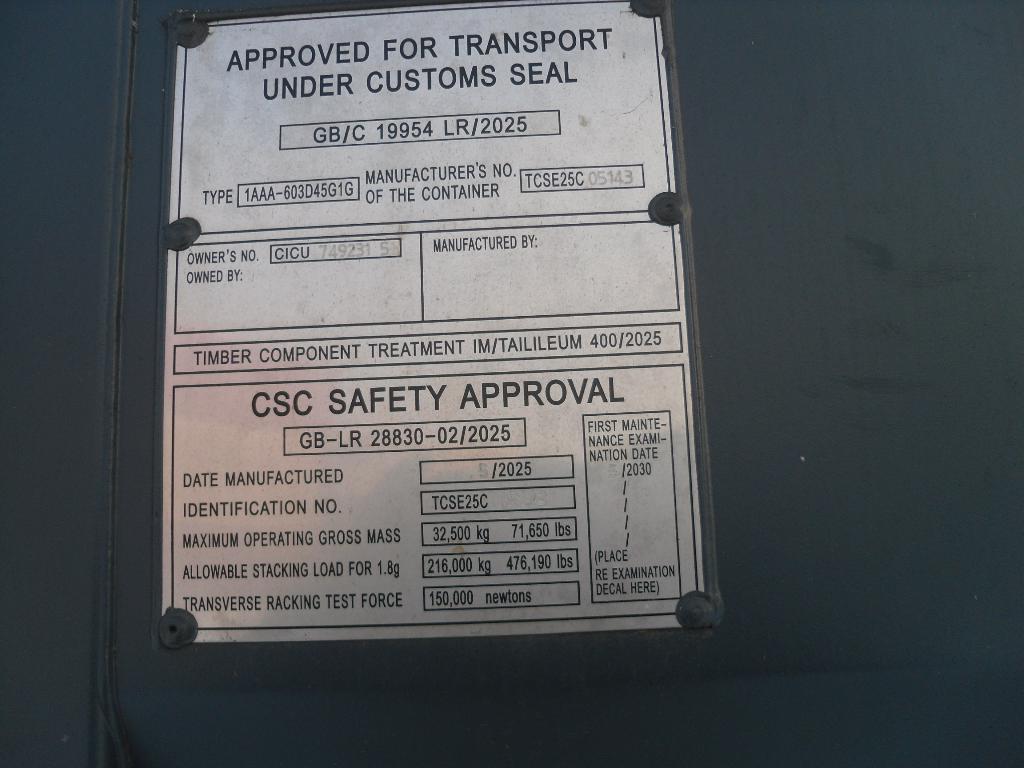 APPROVED FOR TRANSPORT
UNDER CUSTOMS SEAL
GB/C 19954 LR/2025
TYPE 1AAA-603D45G1G
MANUFACTURER'S NO.
OF THE CONTAINER
TCSE25C 05143
OWNER'S NO. CICU 749231 5
OWNED BY:
MANUFACTURED BY:
TIMBER COMPONENT TREATMENT IM/TAILILEUM 400/2025
CSC SAFETY APPROVAL
GB-LR 28830-02/2025
DATE MANUFACTURED 5/2025
IDENTIFICATION NO. TCSE25C
MAXIMUM OPERATING GROSS MASS 32,500 kg 71,650 lbs
ALLOWABLE STACKING LOAD FOR 1.8g 216,000 kg 476,190 lbs
TRANSVERSE RACKING TEST FORCE 150,000 newtons
FIRST MAINTE-
NANCE EXAMI-
NATION DATE
/2030
(PLACE
RE EXAMINATION
DECAL HERE)